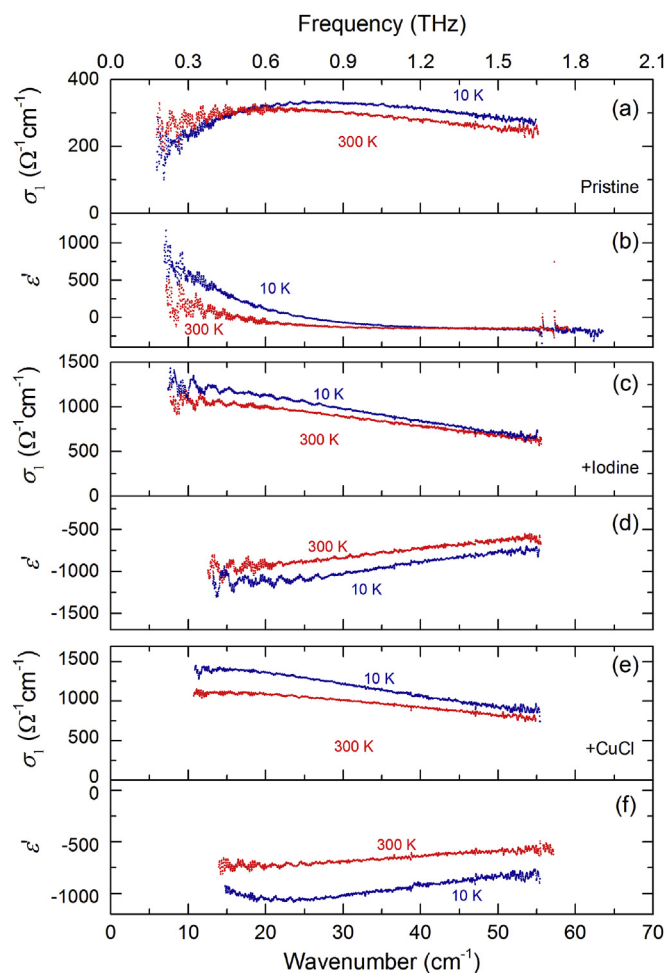 Frequency (THz)
0.0 0.3 0.6 0.9 1.2 1.5 1.8 2.1
400
200
0
σ₁ (Ω⁻¹cm⁻¹)
(a)
10 K
300 K
Pristine
1000
500
0
ε'
(b)
10 K
300 K
1500
1000
500
0
σ₁ (Ω⁻¹cm⁻¹)
(c)
10 K
300 K
+Iodine
-500
-1000
-1500
ε'
(d)
300 K
10 K
1500
1000
500
0
σ₁ (Ω⁻¹cm⁻¹)
(e)
10 K
300 K
+CuCl
0
-500
-1000
ε'
(f)
300 K
10 K
0 10 20 30 40 50 60 70
Wavenumber (cm⁻¹)